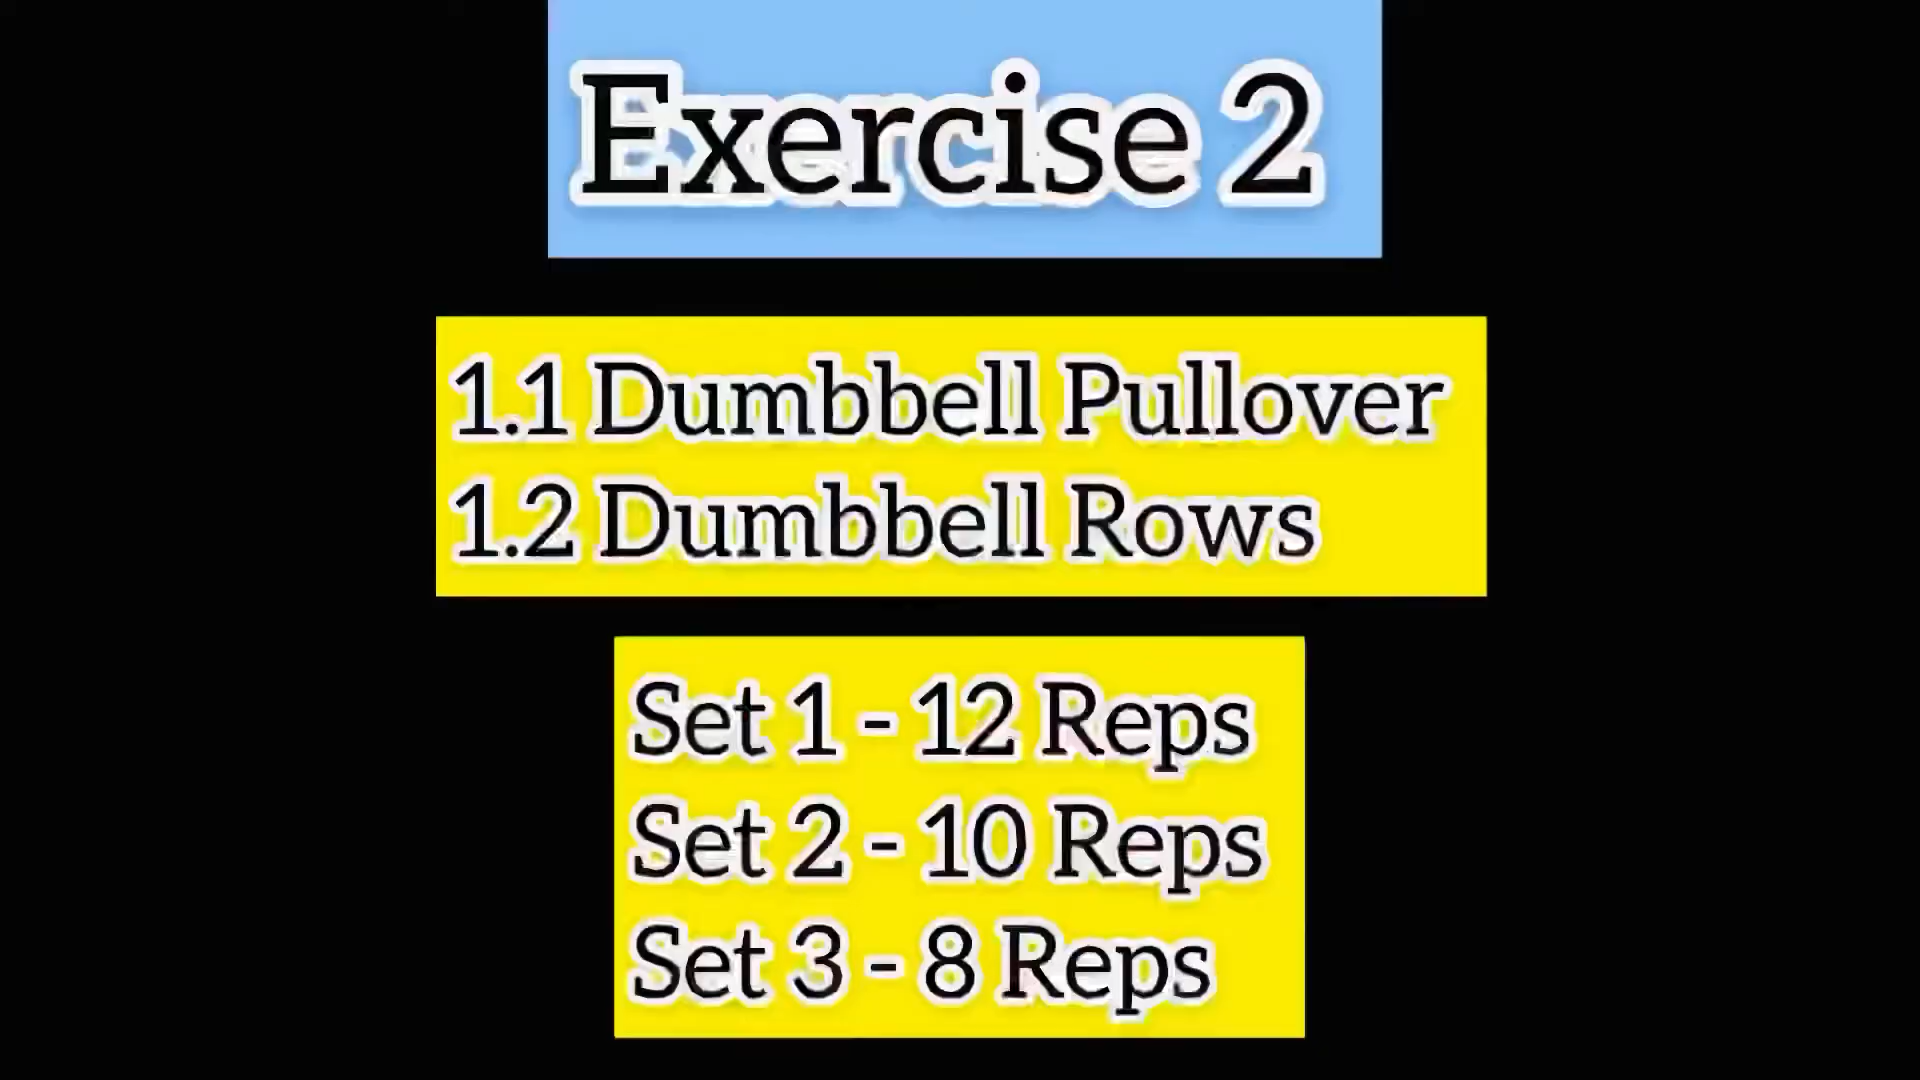 Exercise 2
1.1 Dumbbell Pullover
1.2 Dumbbell Rows
Set 1 - 12 Reps
Set 2 - 10 Reps
Set 3 - 8 Reps